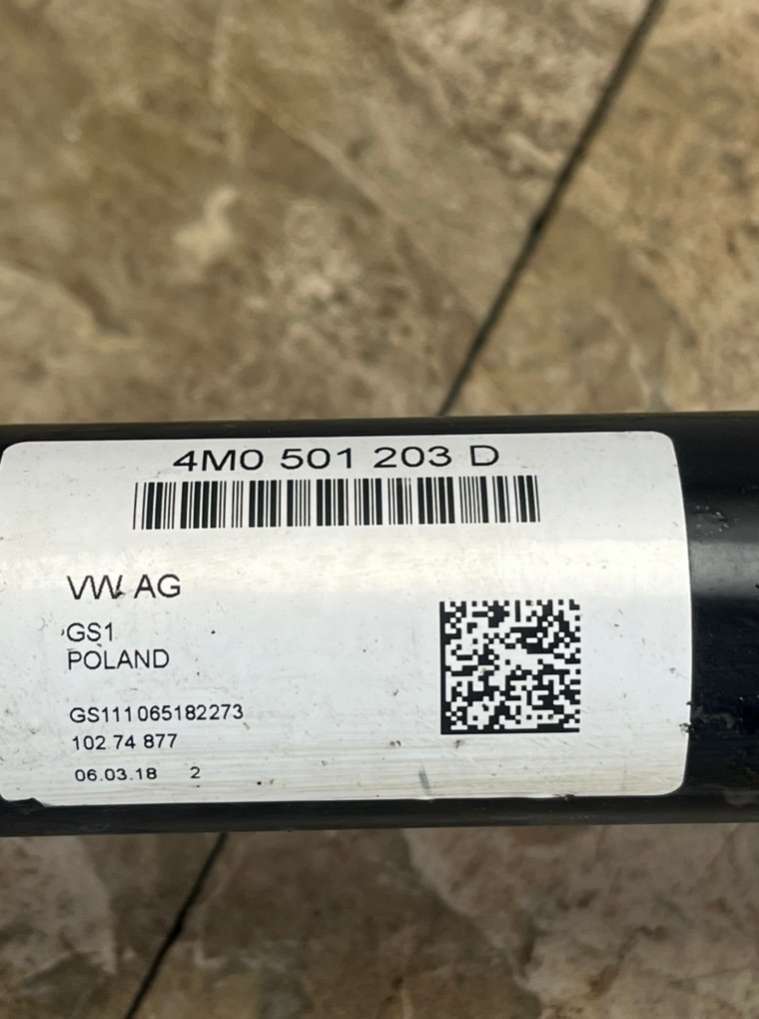 4M0 501 203 D
VW AG
GS1
POLAND
GS111065182273
102 74 877
06.03.18 2